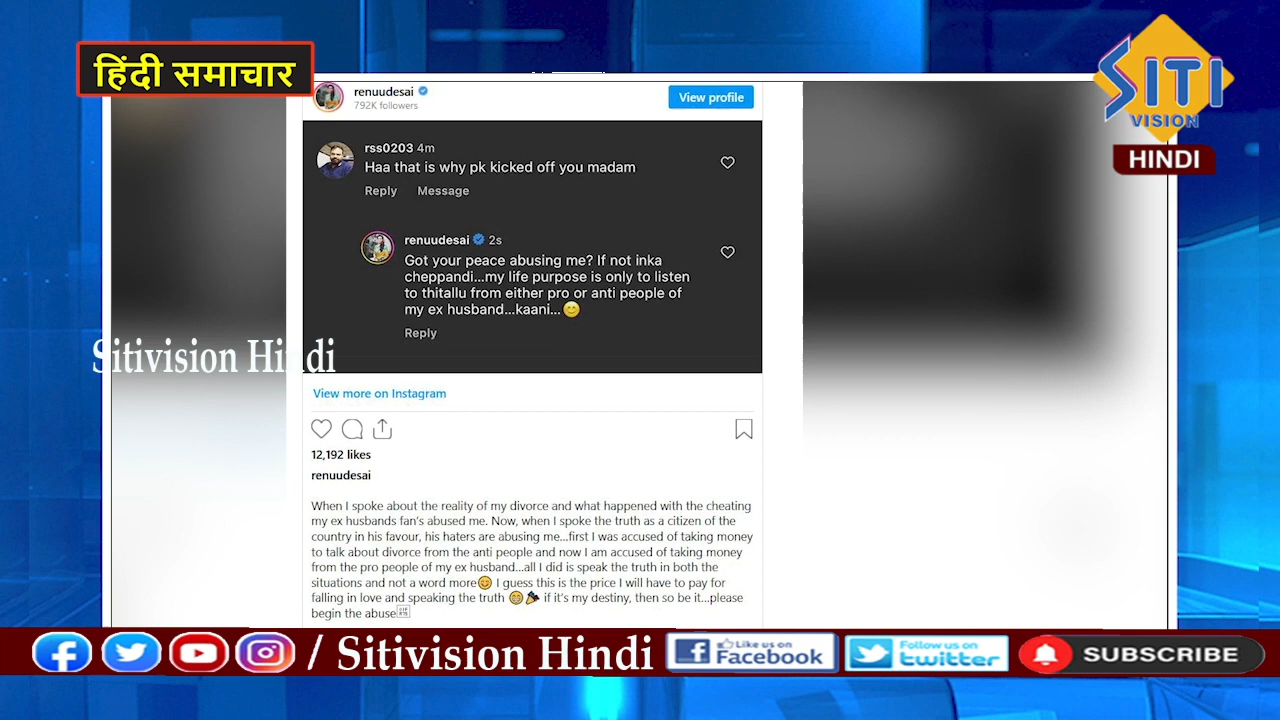 हिंदी समाचार
SITI
VISION
HINDI
renuudesai
792K followers
View profile
rss0203 4m
Haa that is why pk kicked off you madam
Reply Message
renuudesai 2s
Got your peace abusing me? If not inka
cheppandi...my life purpose is only to listen
to thitallu from either pro or anti people of
my ex husband...kaani...😊
Reply
Sitivision Hindi
View more on Instagram
12,192 likes
renuudesai
When I spoke about the reality of my divorce and what happened with the cheating
my ex husbands fan's abused me. Now, when I spoke the truth as a citizen of the
country in his favour, his haters are abusing me...first I was accused of taking money
to talk about divorce from the anti people and now I am accused of taking money
from the pro people of my ex husband...all I did is speak the truth in both the
situations and not a word more😊 I guess this is the price I will have to pay for
falling in love and speaking the truth 😁🎉 if it's my destiny, then so be it...please
begin the abuse
/ Sitivision Hindi
Like us on
Facebook
Follow us on
twitter
SUBSCRIBE